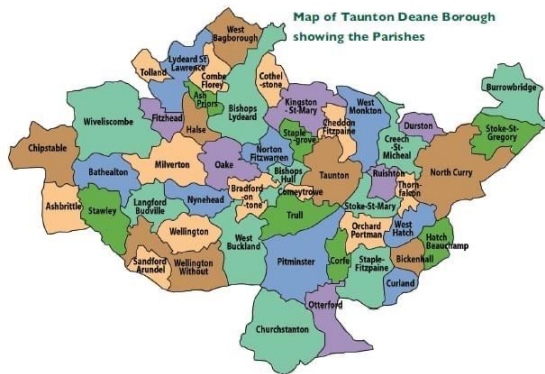 Map of Taunton Deane Borough
showing the Parishes
West
Bagborough
Lydeard St
Lawrence
Tolland
Combe
Florey
Cothel
-stone
Ash
Priors
Bishops
Lydeard
Kingston
-St-Mary
West
Monkton
Burrowbridge
Wiveliscombe
Fitzhead
Halse
Staple
-grove
Cheddon
Fitzpaine
Durston
Stoke-St-
Gregory
Creech
-St-
Micheal
Chipstable
Milverton
Oake
Norton
Fitzwarren
Bishops
Hull
Taunton
Ruishton
North Curry
Bathealton
Bradford
on
-tone
Comeytrowe
Thorn-
falcon
Ashbrittle
Stawley
Langford
Budville
Nynehead
Stoke-St-Mary
Trull
Wellington
West
Buckland
Orchard
Portman
West
Hatch
Hatch
Beauchamp
Sandford
Arundel
Wellington
Without
Pitminster
Corfe
Staple-
Fitzpaine
Bickenhall
Curland
Otterford
Churchstanton